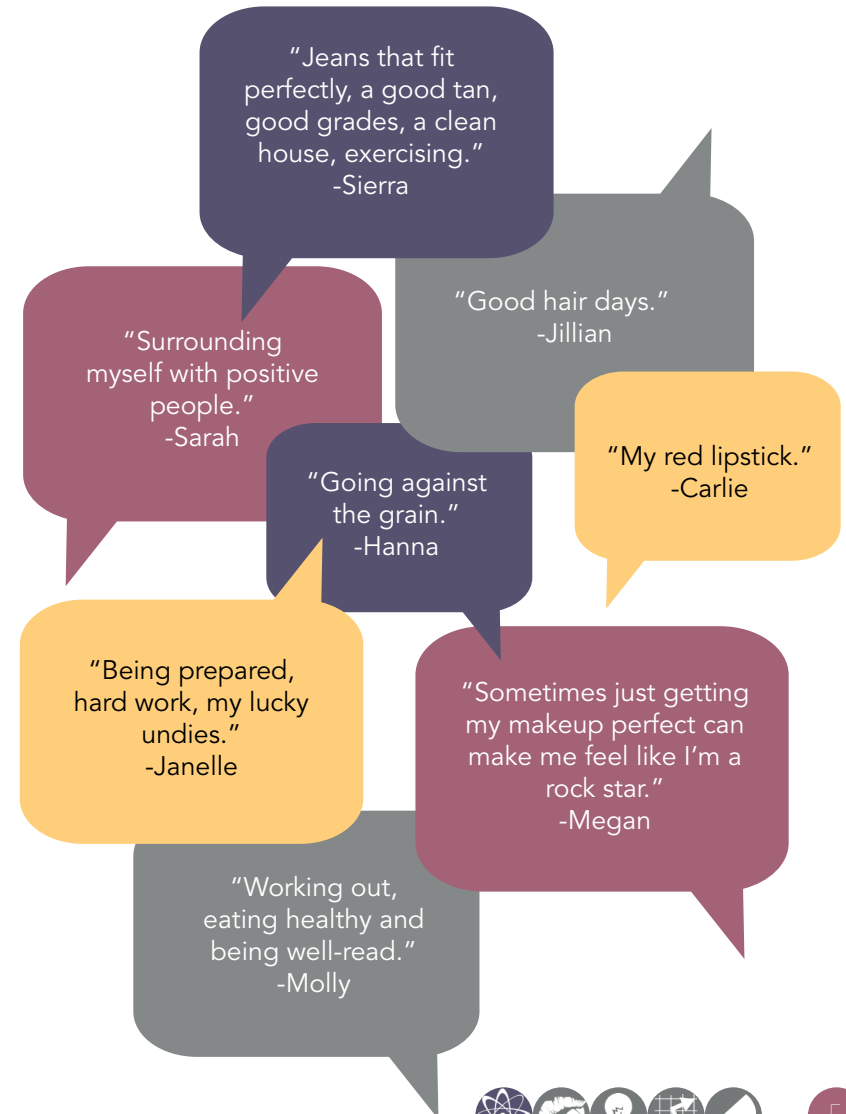 “Jeans that fit
perfectly, a good tan,
good grades, a clean
house, exercising.”
-Sierra
“Good hair days.”
-Jillian
“Surrounding
myself with positive
people.”
-Sarah
“My red lipstick.”
-Carlie
“Going against
the grain.”
-Hanna
“Being prepared,
hard work, my lucky
undies.”
-Janelle
“Sometimes just getting
my makeup perfect can
make me feel like I’m a
rock star.”
-Megan
“Working out,
eating healthy and
being well-read.”
-Molly